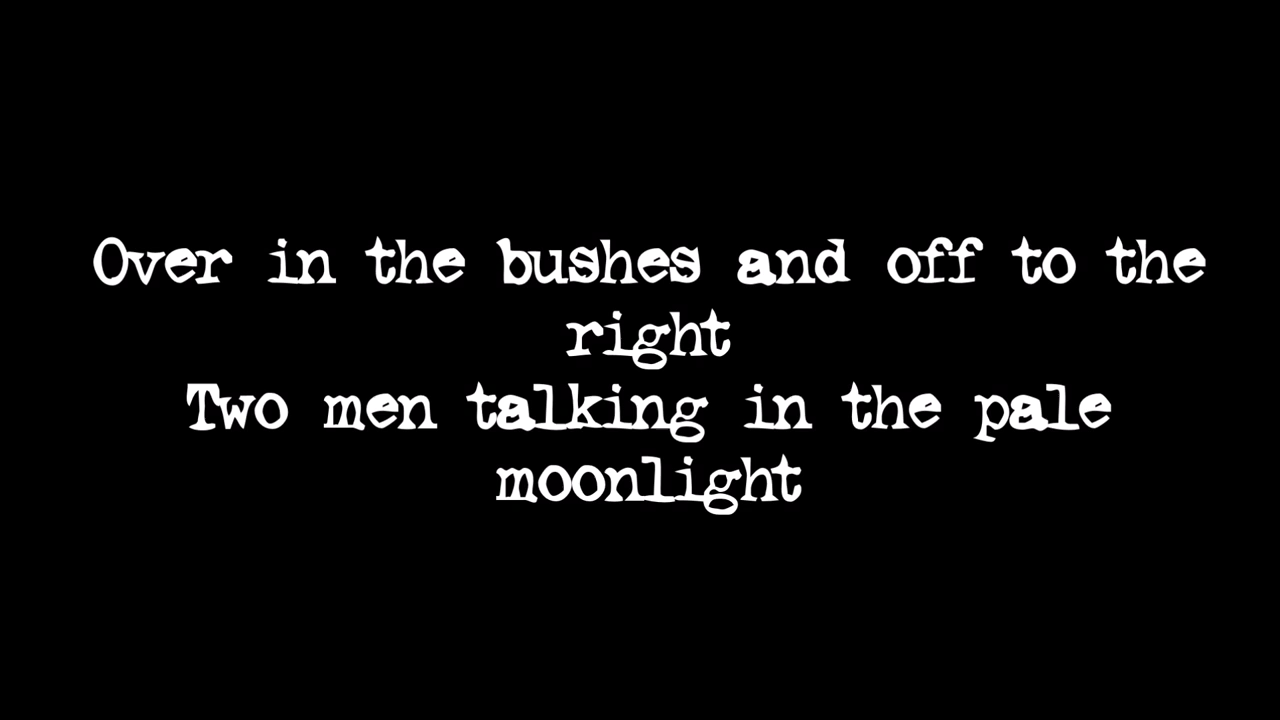 Over in the bushes and off to the
right
Two men talking in the pale
moonlight